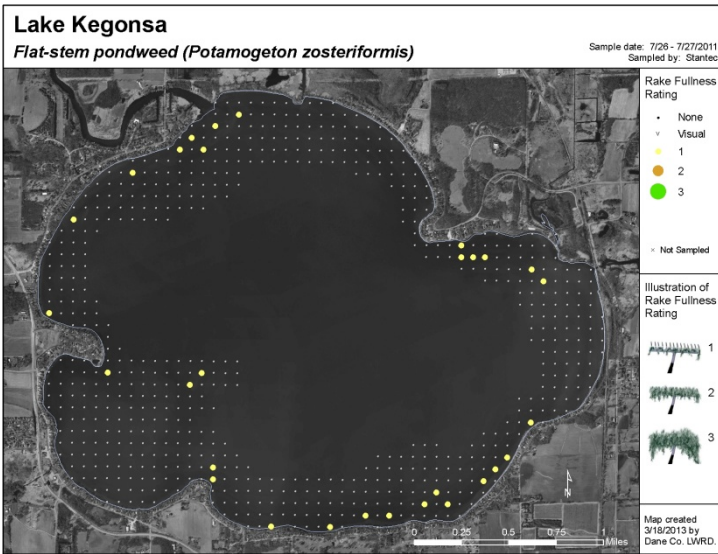 Lake Kegonsa
Flat-stem pondweed (Potamogeton zosteriformis)
Sample date: 7/26 - 7/27/2011
Sampled by: Stantec
Rake Fullness
Rating
None
Visual
1
2
3
Not Sampled
Illustration of
Rake Fullness
Rating
1
2
3
N
0 0.25 0.5 0.75 1
Miles
Map created
3/18/2013 by
Dane Co. LWRD.